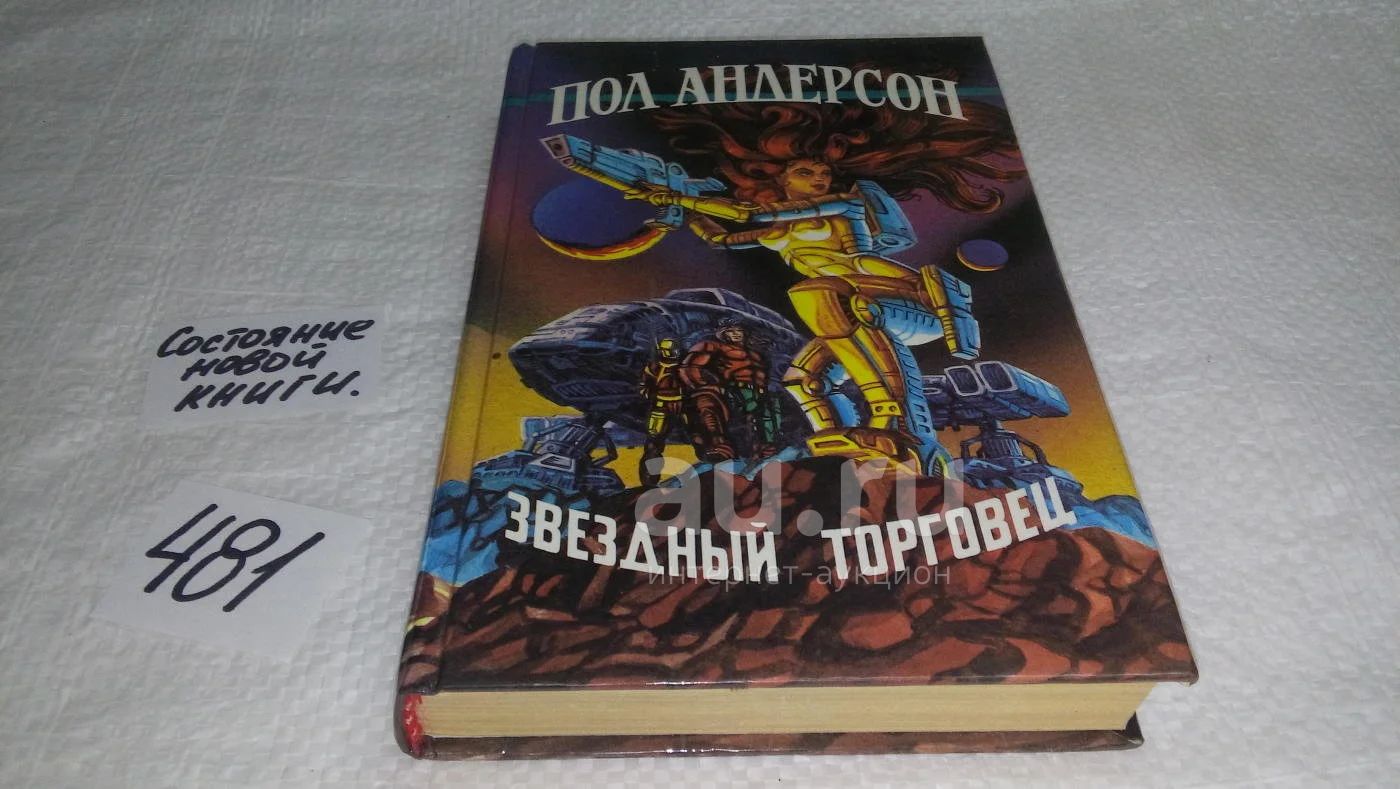 ПОЛ АНДЕРСОН
Состояние
новой
книги.
481
au.ru
ЗВЕЗДНЫЙ ТОРГОВЕЦ
интернет-аукцион